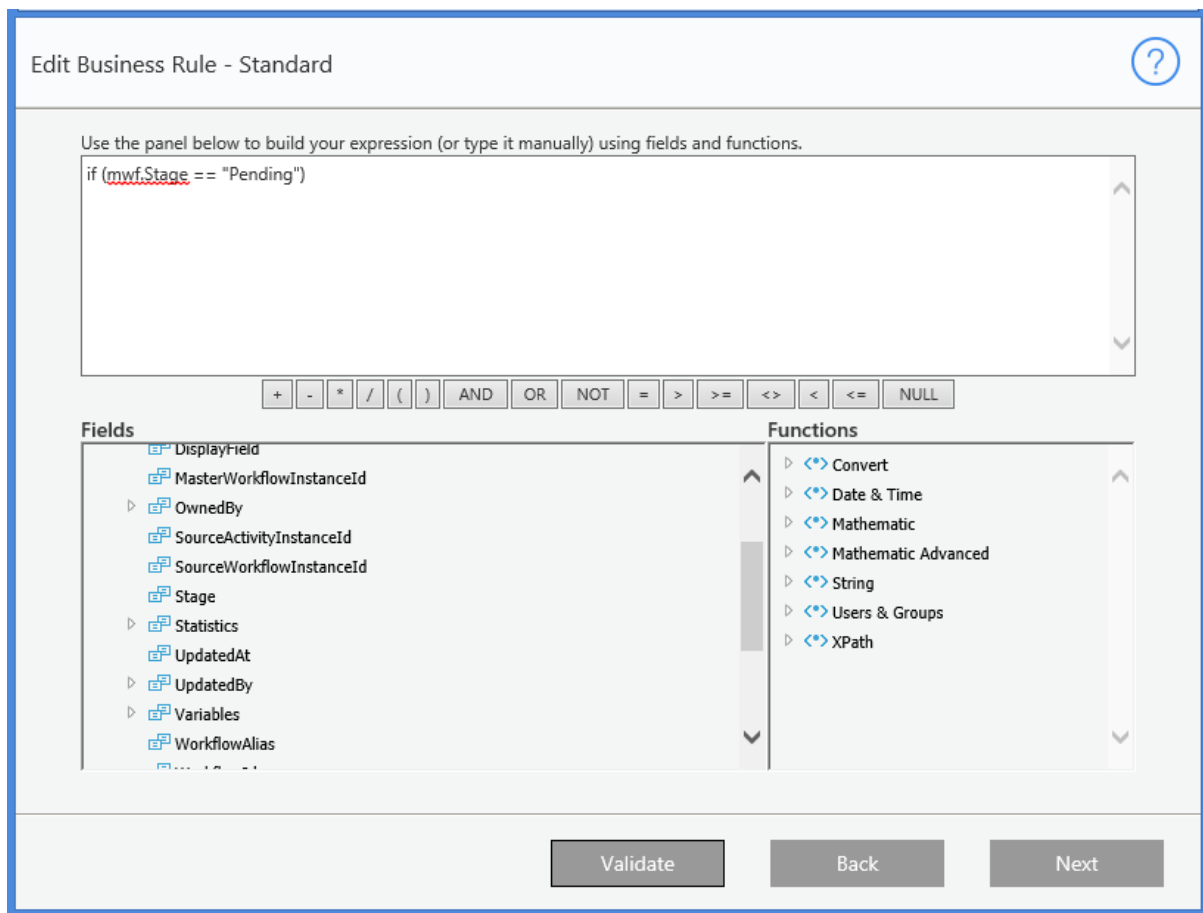 Edit Business Rule - Standard
?
Use the panel below to build your expression (or type it manually) using fields and functions.
if (mwf.Stage == "Pending")
+ - * / ( ) AND OR NOT = > >= <> < <= NULL
Fields
Functions
DisplayField
MasterWorkflowInstanceId
OwnedBy
SourceActivityInstanceId
SourceWorkflowInstanceId
Stage
Statistics
UpdatedAt
UpdatedBy
Variables
WorkflowAlias
Convert
Date & Time
Mathematic
Mathematic Advanced
String
Users & Groups
XPath
Validate
Back
Next